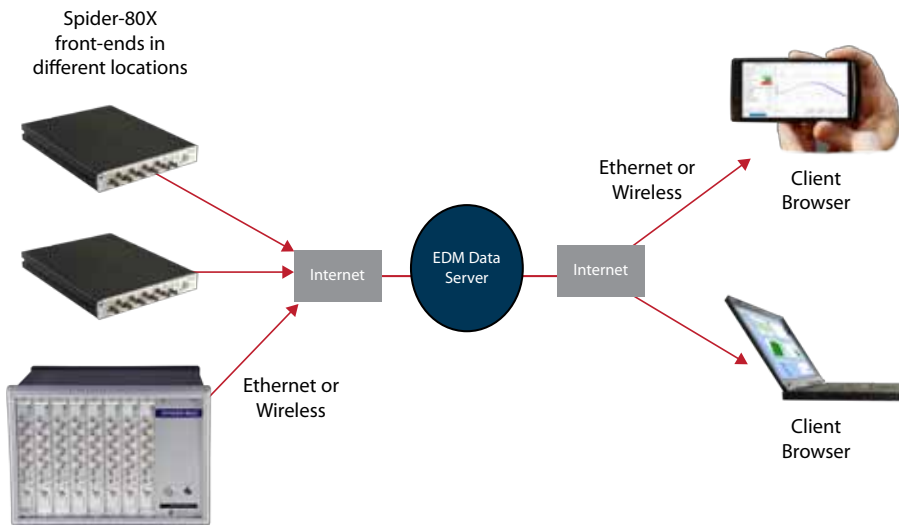 Spider-80X
front-ends in
different locations
Internet
Ethernet or
Wireless
EDM Data
Server
Internet
Ethernet or
Wireless
Client
Browser
Client
Browser